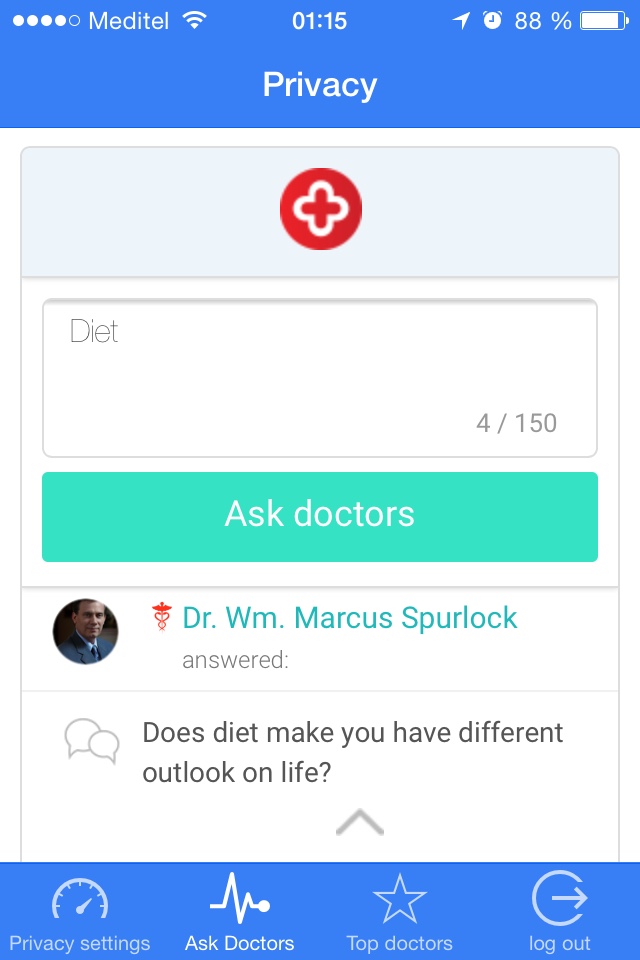 Meditel 01:15 88 %
Privacy
Diet
4 / 150
Ask doctors
Dr. Wm. Marcus Spurlock
answered:
Does diet make you have different
outlook on life?
Privacy settings Ask Doctors Top doctors log out